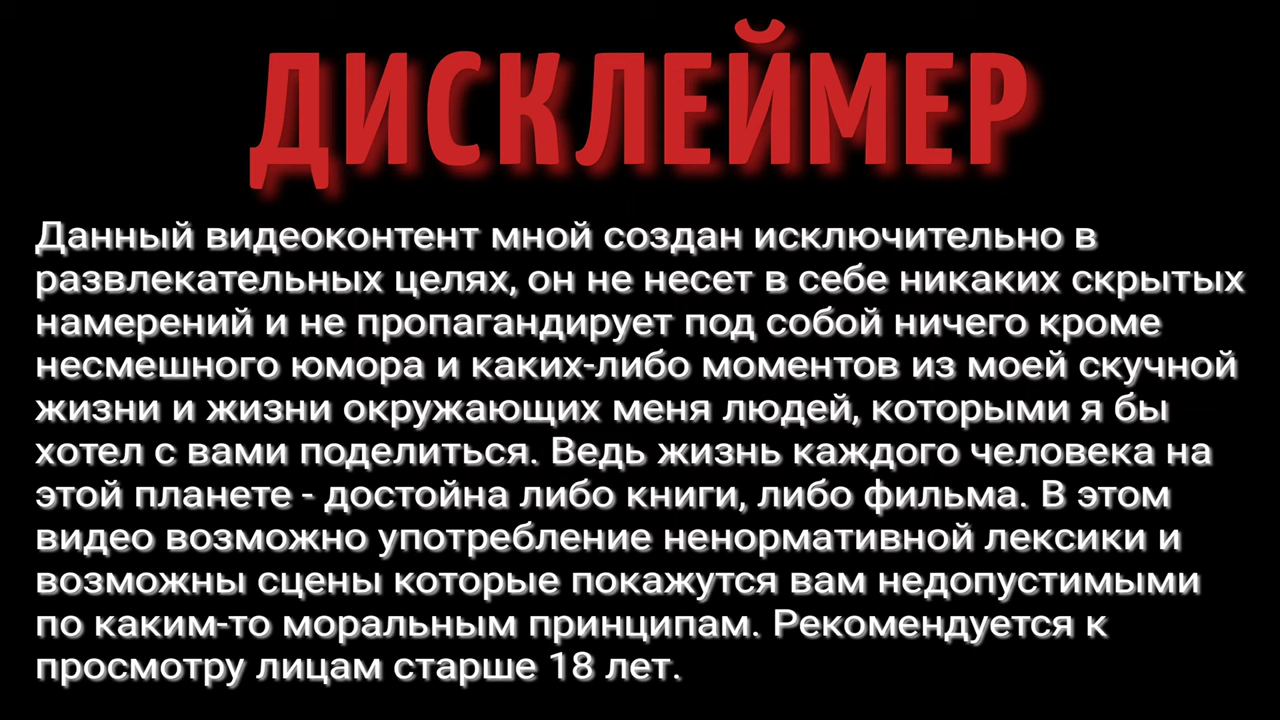 ДИСКЛЕЙМЕР
Данный видеоконтент мной создан исключительно в
развлекательных целях, он не несет в себе никаких скрытых
намерений и не пропагандирует под собой ничего кроме
несмешного юмора и каких-либо моментов из моей скучной
жизни и жизни окружающих меня людей, которыми я бы
хотел с вами поделиться. Ведь жизнь каждого человека на
этой планете - достойна либо книги, либо фильма. В этом
видео возможно употребление ненормативной лексики и
возможны сцены которые покажутся вам недопустимыми
по каким-то моральным принципам. Рекомендуется к
просмотру лицам старше 18 лет.